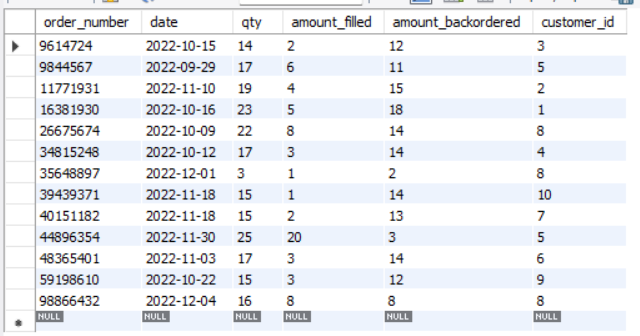 order_number date qty amount_filled amount_backordered customer_id
9614724 2022-10-15 14 2 12 3
9844567 2022-09-29 17 6 11 5
11771931 2022-11-10 19 4 15 2
16381930 2022-10-16 23 5 18 1
26675674 2022-10-09 22 8 14 8
34815248 2022-10-12 17 3 14 4
35648897 2022-12-01 3 1 2 8
39439371 2022-11-18 15 1 14 10
40151182 2022-11-18 15 2 13 7
44896354 2022-11-30 25 20 3 5
48365401 2022-11-03 17 3 14 6
59198610 2022-10-22 15 3 12 9
98866432 2022-12-04 16 8 8 8
NULL NULL NULL NULL NULL NULL